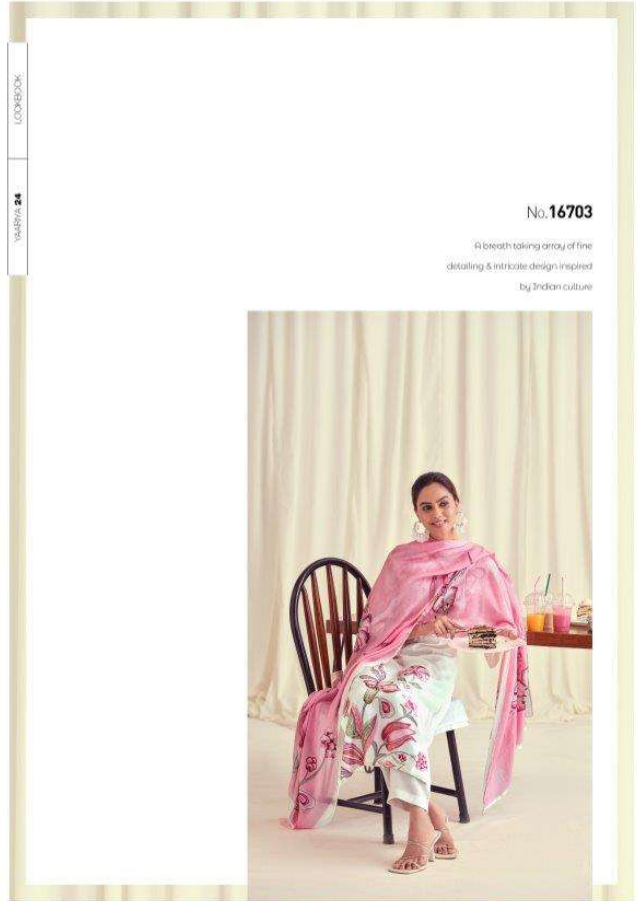 LOOKBOOK
YAARIYA 24
No.16703
A breath taking array of fine
detailing & intricate design inspired
by Indian culture